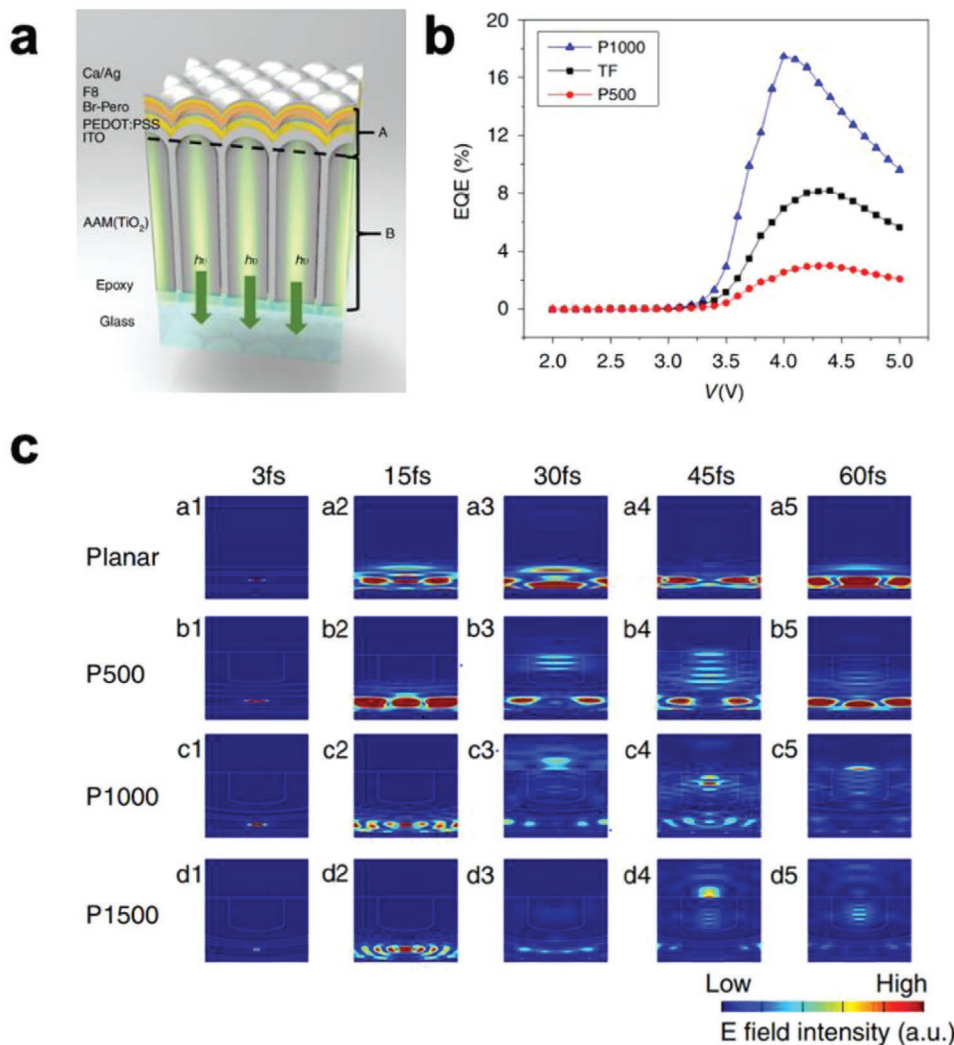 a
Ca/Ag
F8
Br-Pero
PEDOT:PSS
ITO
A
AAM(TiO₂)
B
hυ hυ hυ
Epoxy
Glass
b
EQE (%)
20
16
12
8
4
0
P1000
TF
P500
2.0 2.5 3.0 3.5 4.0 4.5 5.0
V(V)
c
3fs 15fs 30fs 45fs 60fs
Planar
a1 a2 a3 a4 a5
P500
b1 b2 b3 b4 b5
P1000
c1 c2 c3 c4 c5
P1500
d1 d2 d3 d4 d5
Low High
E field intensity (a.u.)